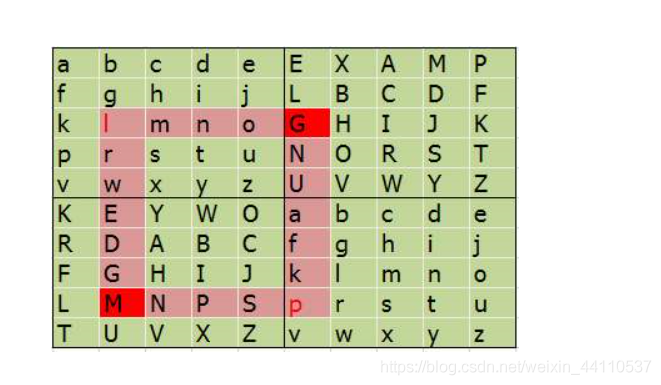 a b c d e E X A M P
f g h i j L B C D F
k l m n o G H I J K
p r s t u N O R S T
v w x y z U V W Y Z
K E Y W O a b c d e
R D A B C f g h i j
F G H I J k l m n o
L M N P S p r s t u
T U V X Z v w x y z
https://blog.csdn.net/weixin_44110537